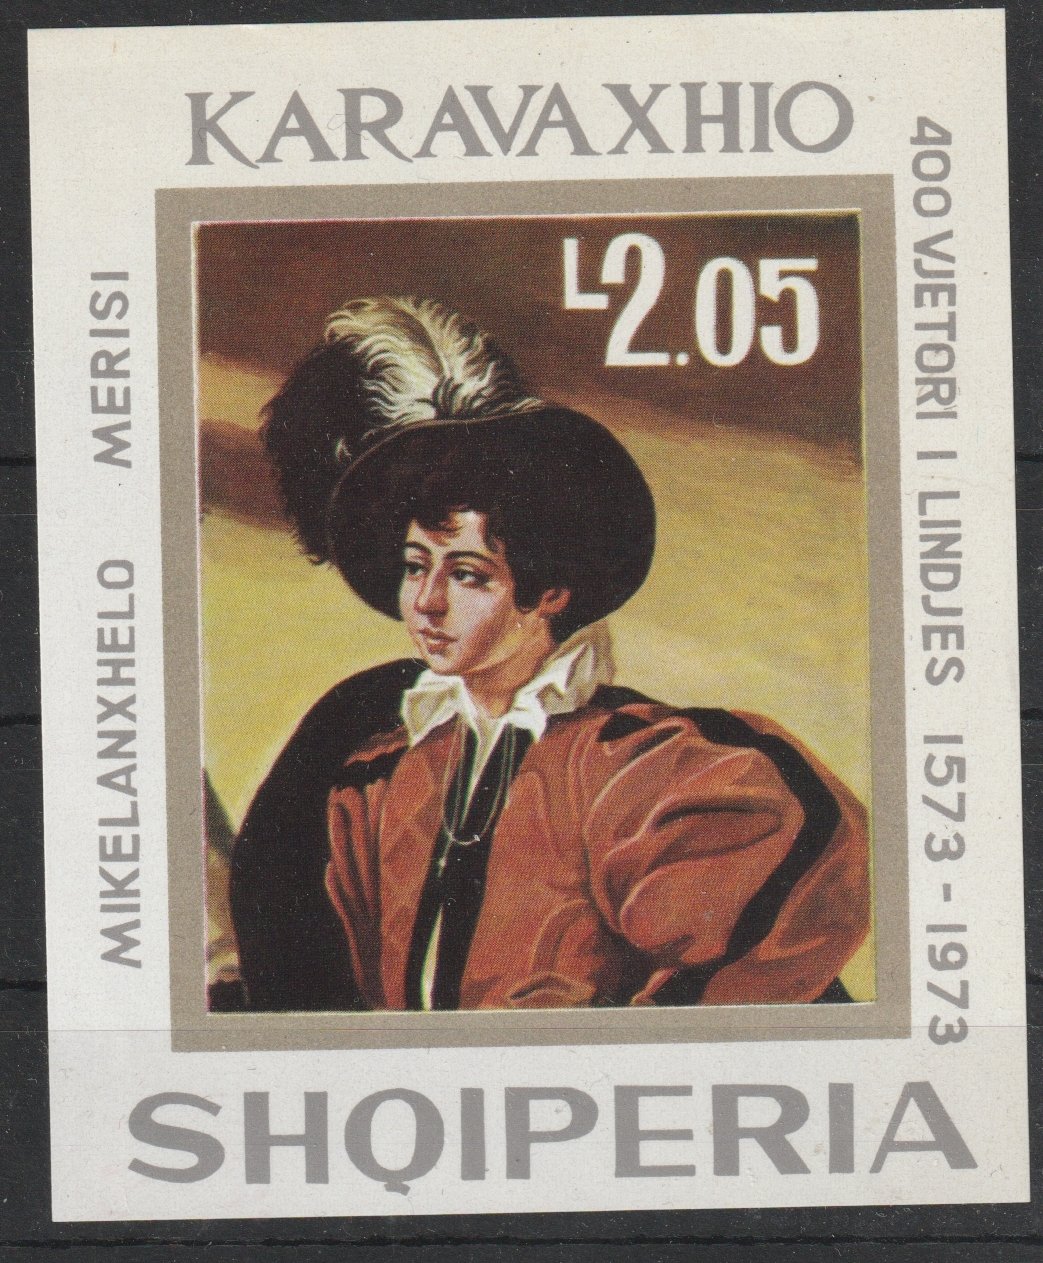 KARAVAXHIO
MIKELANXHELO MERISI
L2.05
400 VJETORI I LINDJES 1573-1973
SHQIPERIA